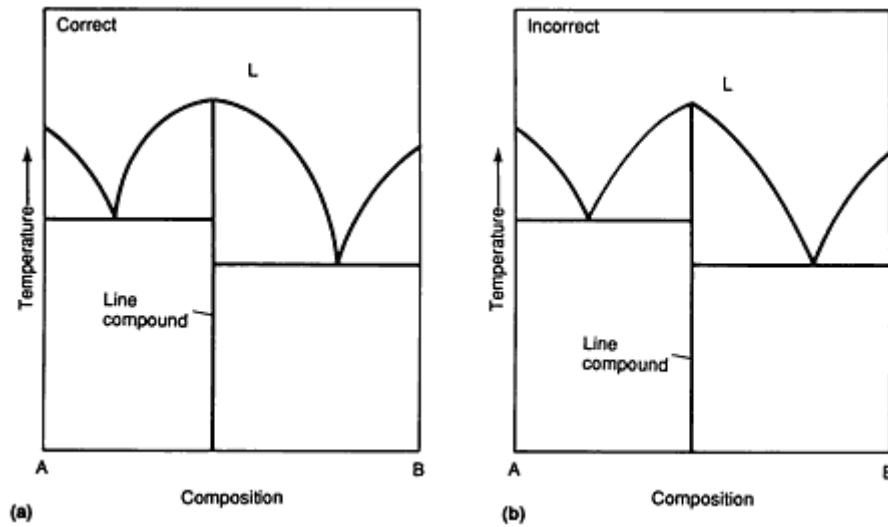 Correct
L
Temperature
Line
compound
A
B
Composition
(a)
Incorrect
L
Temperature
Line
compound
A
B
Composition
(b)